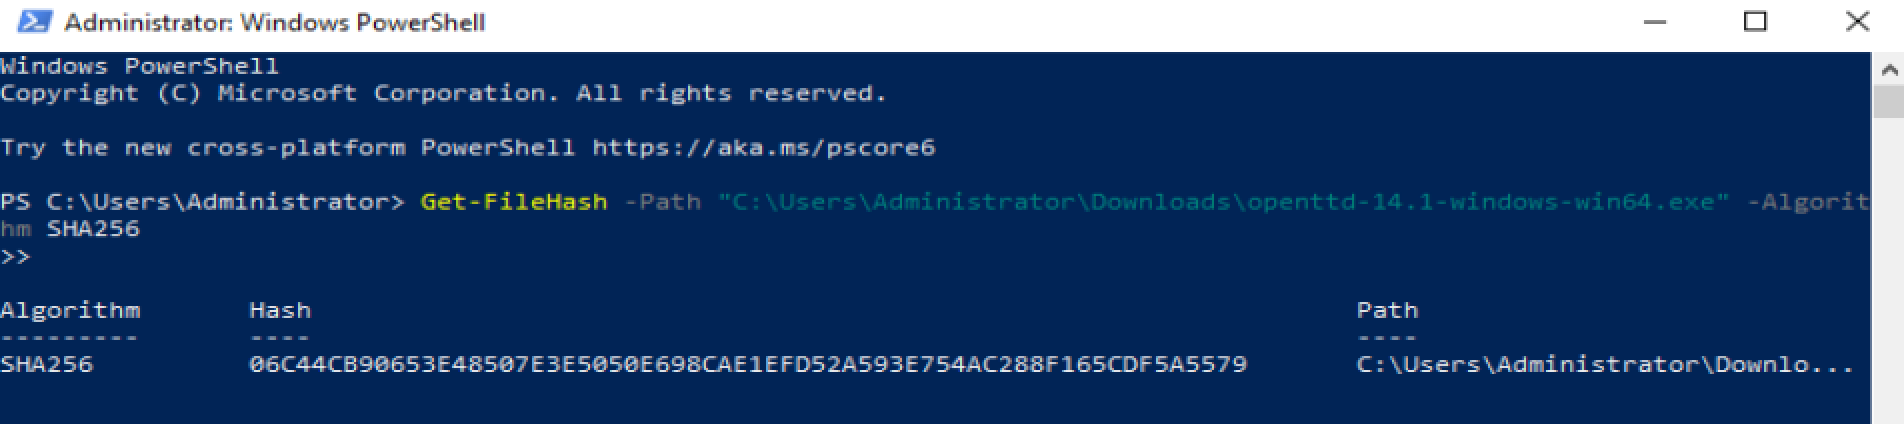 Administrator: Windows PowerShell
Windows PowerShell
Copyright (C) Microsoft Corporation. All rights reserved.
Try the new cross-platform PowerShell https://aka.ms/pscore6
PS C:\Users\Administrator> Get-FileHash -Path "C:\Users\Administrator\Downloads\openttd-14.1-windows-win64.exe" -Algorit
hm SHA256
>>
Algorithm Hash Path
--------- ---- ----
SHA256 06C44CB90653E48507E3E5050E698CAE1EFD52A593E754AC288F165CDF5A5579 C:\Users\Administrator\Downlo...